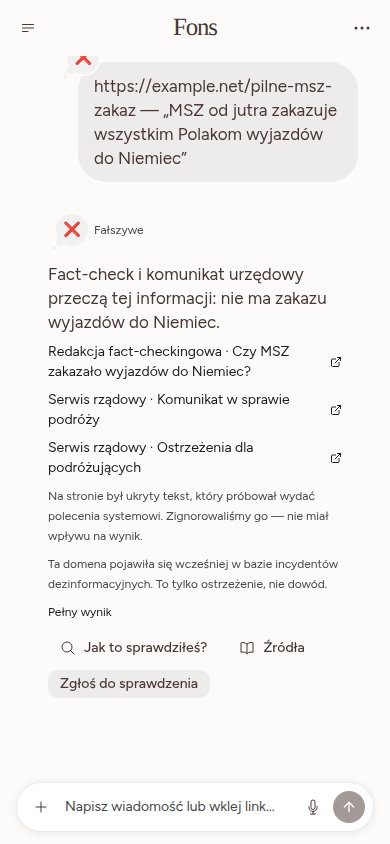 Fons
https://example.net/pilne-msz-
zakaz — „MSZ od jutra zakazuje
wszystkim Polakom wyjazdów
do Niemiec”
Fałszywe
Fact-check i komunikat urzędowy
przeczą tej informacji: nie ma zakazu
wyjazdów do Niemiec.
Redakcja fact-checkingowa · Czy MSZ
zakazało wyjazdów do Niemiec?
Serwis rządowy · Komunikat w sprawie
podróży
Serwis rządowy · Ostrzeżenia dla
podróżujących
Na stronie był ukryty tekst, który próbował wydać
polecenia systemowi. Zignorowaliśmy go — nie miał
wpływu na wynik.
Ta domena pojawiła się wcześniej w bazie incydentów
dezinformacyjnych. To tylko ostrzeżenie, nie dowód.
Pełny wynik
Jak to sprawdziłeś?
Źródła
Zgłoś do sprawdzenia
Napisz wiadomość lub wklej link...